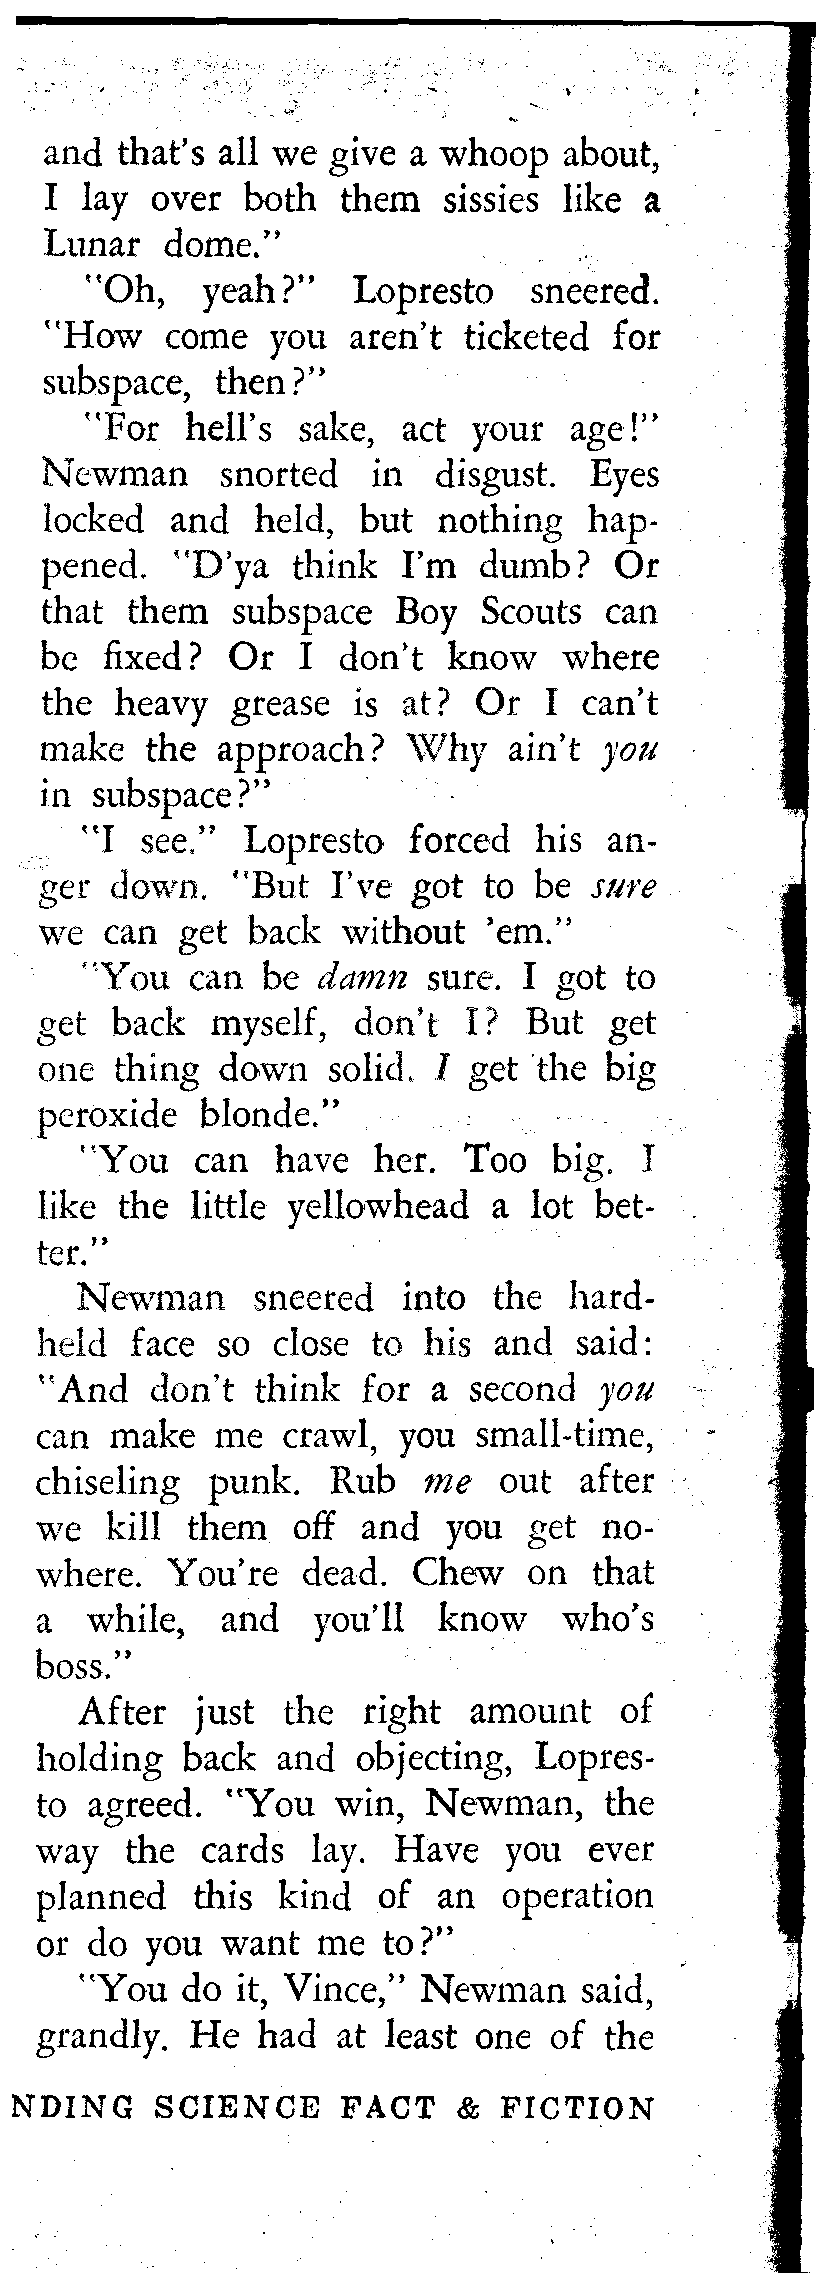 and that's all we give a whoop about,
I lay over both them sissies like a
Lunar dome."
"Oh, yeah?" Lopresto sneered.
"How come you aren't ticketed for
subspace, then?"
"For hell's sake, act your age!"
Newman snorted in disgust. Eyes
locked and held, but nothing hap-
pened. "D'ya think I'm dumb? Or
that them subspace Boy Scouts can
be fixed? Or I don't know where
the heavy grease is at? Or I can't
make the approach? Why ain't you
in subspace?"
"I see." Lopresto forced his an-
ger down. "But I've got to be sure
we can get back without 'em."
"You can be damn sure. I got to
get back myself, don't I? But get
one thing down solid. I get the big
peroxide blonde."
"You can have her. Too big. I
like the little yellowhead a lot bet-
ter."
Newman sneered into the hard-
held face so close to his and said:
"And don't think for a second you
can make me crawl, you small-time,
chiseling punk. Rub me out after
we kill them off and you get no-
where. You're dead. Chew on that
a while, and you'll know who's
boss."
After just the right amount of
holding back and objecting, Lopres-
to agreed. "You win, Newman, the
way the cards lay. Have you ever
planned this kind of an operation
or do you want me to?"
"You do it, Vince," Newman said,
grandly. He had at least one of the
NDING SCIENCE FACT & FICTION